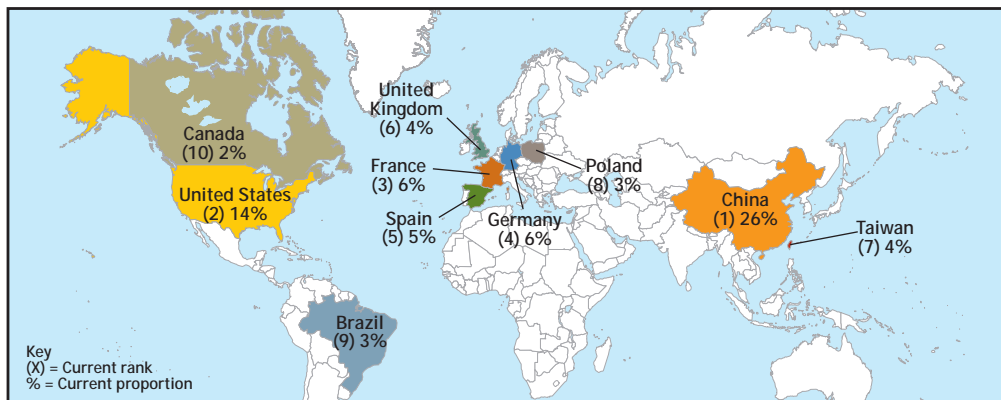 Canada
(10) 2%
United States
(2) 14%
United
Kingdom
(6) 4%
France
(3) 6%
Spain
(5) 5%
Germany
(4) 6%
Poland
(8) 3%
China
(1) 26%
Taiwan
(7) 4%
Brazil
(9) 3%
Key
(X) = Current rank
% = Current proportion